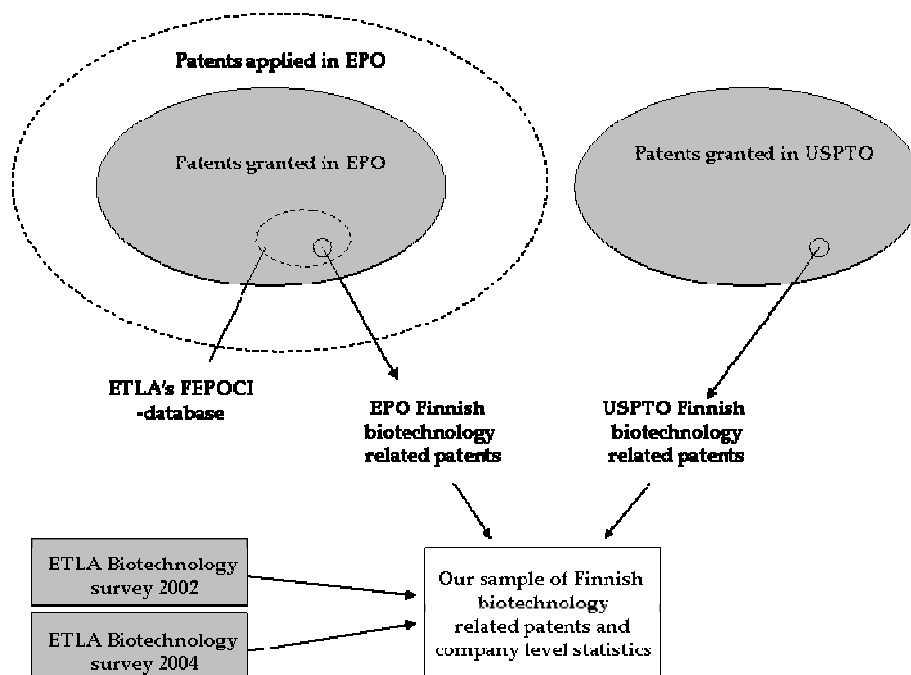 Patents applied in EPO
Patents granted in EPO
Patents granted in USPTO
ETLA's FEPOCI
-database
EPO Finnish
biotechnology
related patents
USPTO Finnish
biotechnology
related patents
ETLA Biotechnology
survey 2002
ETLA Biotechnology
survey 2004
Our sample of Finnish
biotechnology
related patents and
company level statistics